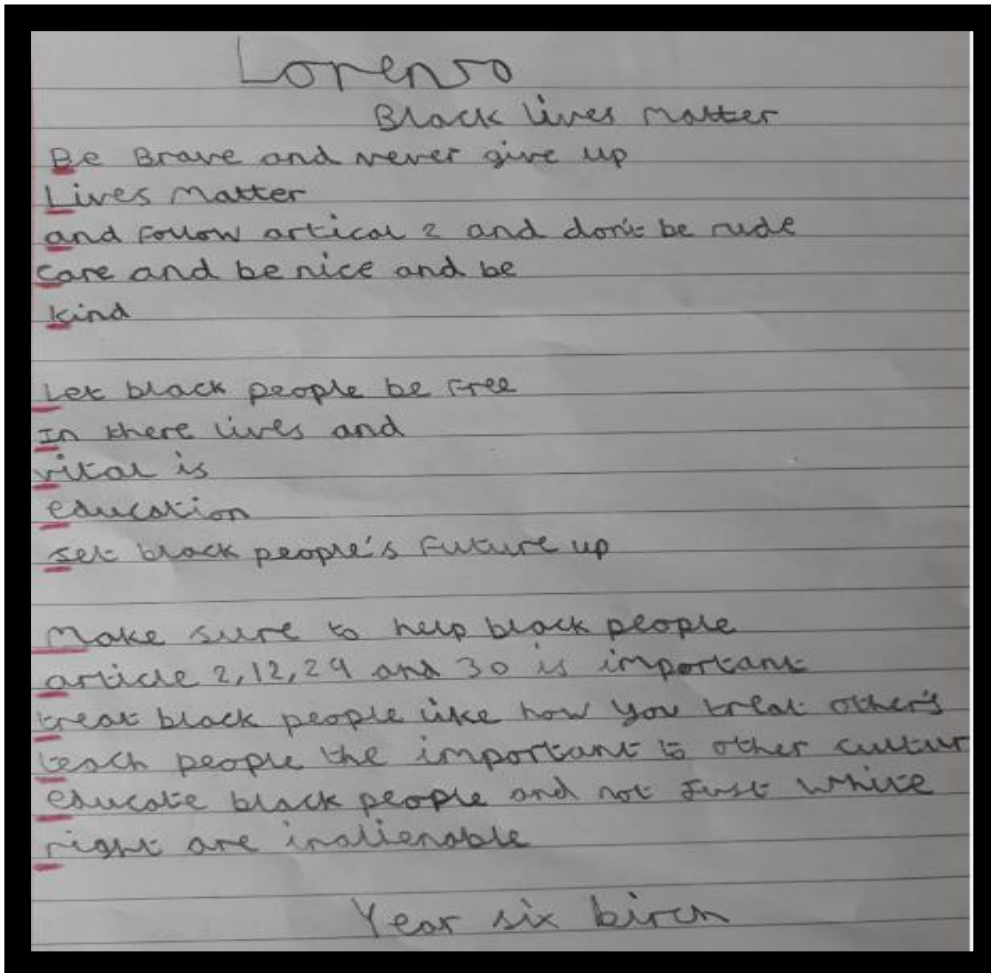 Lorenzo
Black lives matter
Be Brave and never give up
Lives Matter
and follow artical 2 and don't be rude
care and be nice and be
kind
Let black people be free
In there lives and
vital is
education
set black people's future up
Make sure to help black people
article 2,12,29 and 30 is important
treat black people like how you treat other's
teach people the important to other cultur
educate black people and not just white
right are inalienable
Year six birch